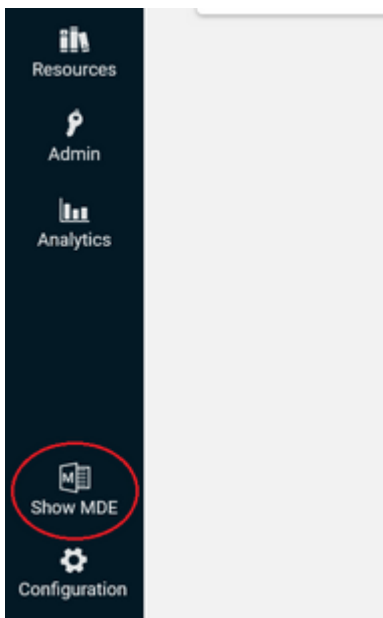 Resources
Admin
Analytics
Show MDE
Configuration